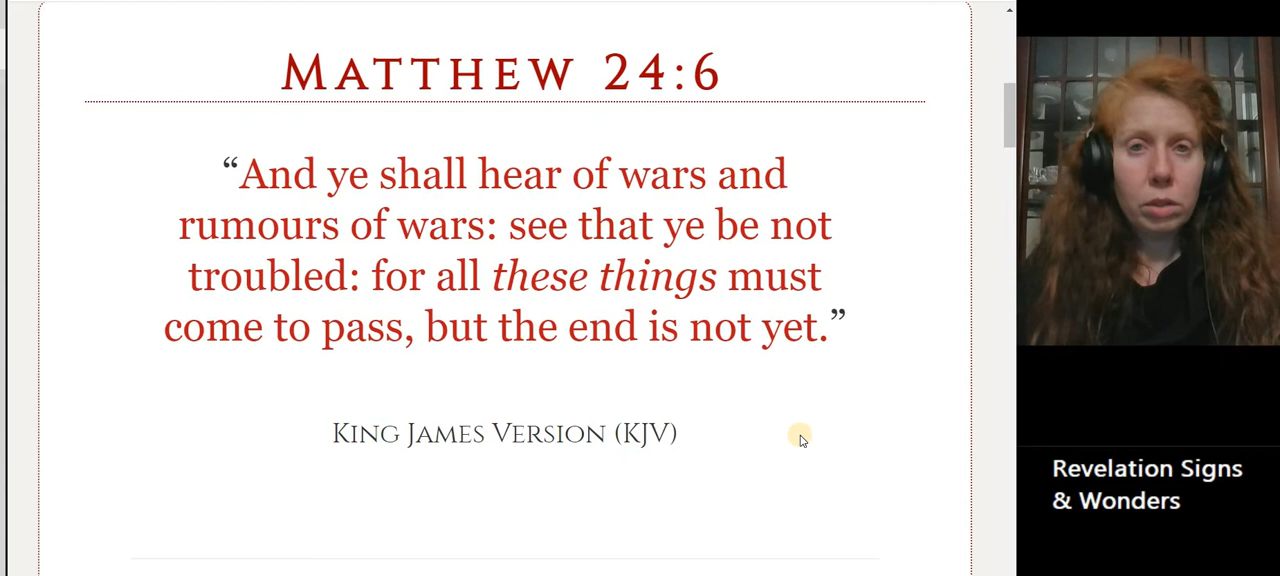 MATTHEW 24:6
“And ye shall hear of wars and
rumours of wars: see that ye be not
troubled: for all these things must
come to pass, but the end is not yet.”
KING JAMES VERSION (KJV)
Revelation Signs
& Wonders